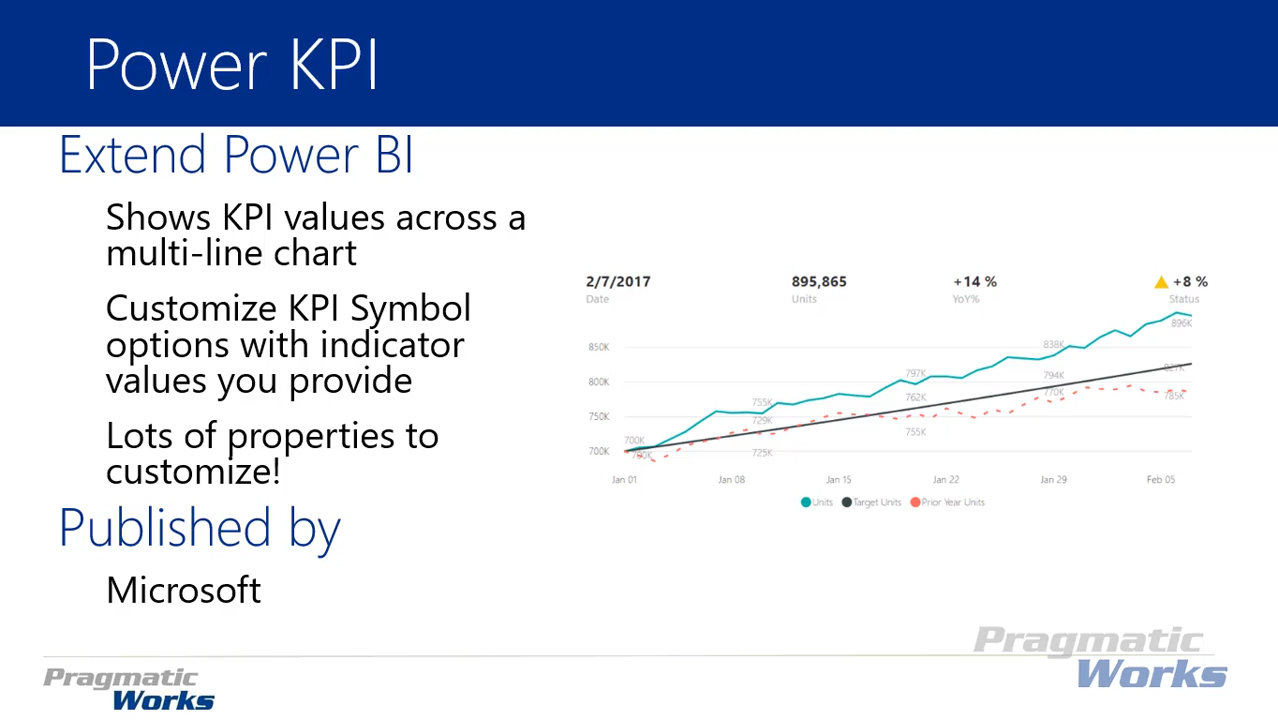 Power KPI
Extend Power BI
Shows KPI values across a
multi-line chart
Customize KPI Symbol
options with indicator
values you provide
Lots of properties to
customize!
Published by
Microsoft
2/7/2017 895,865 +14 % +8 %
Date Units YoY% Status
896K
850K 838K
827K
800K 797K 794K
785K
770K
762K
755K
750K 729K 755K
725K
700K 700K
Jan 01 Jan 08 Jan 15 Jan 22 Jan 29 Feb 05
Units Target Units Prior Year Units
Pragmatic
Works
Pragmatic
Works